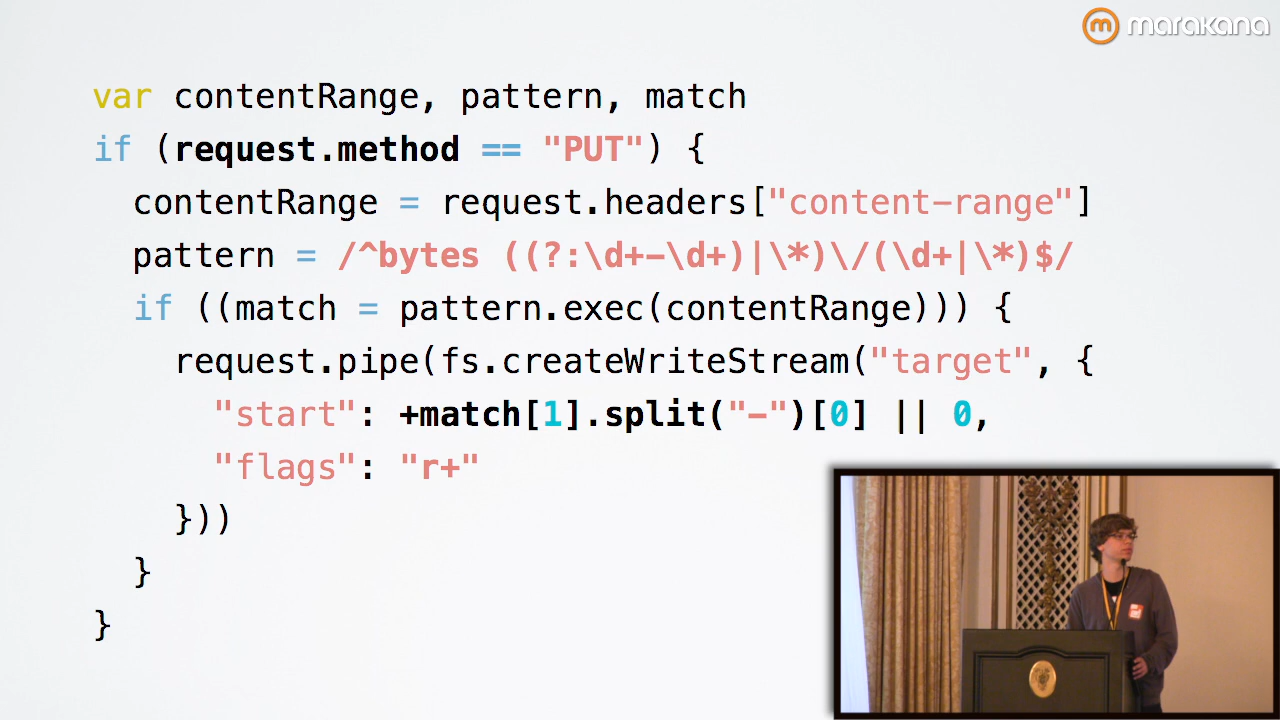 marakana
var contentRange, pattern, match
if (request.method == "PUT") {
contentRange = request.headers["content-range"]
pattern = /^bytes ((?:\d+-\d+)|\*)\/(\d+|\*)$/
if ((match = pattern.exec(contentRange))) {
request.pipe(fs.createWriteStream("target", {
"start": +match[1].split("-")[0] || 0,
"flags": "r+"
}))
}
}